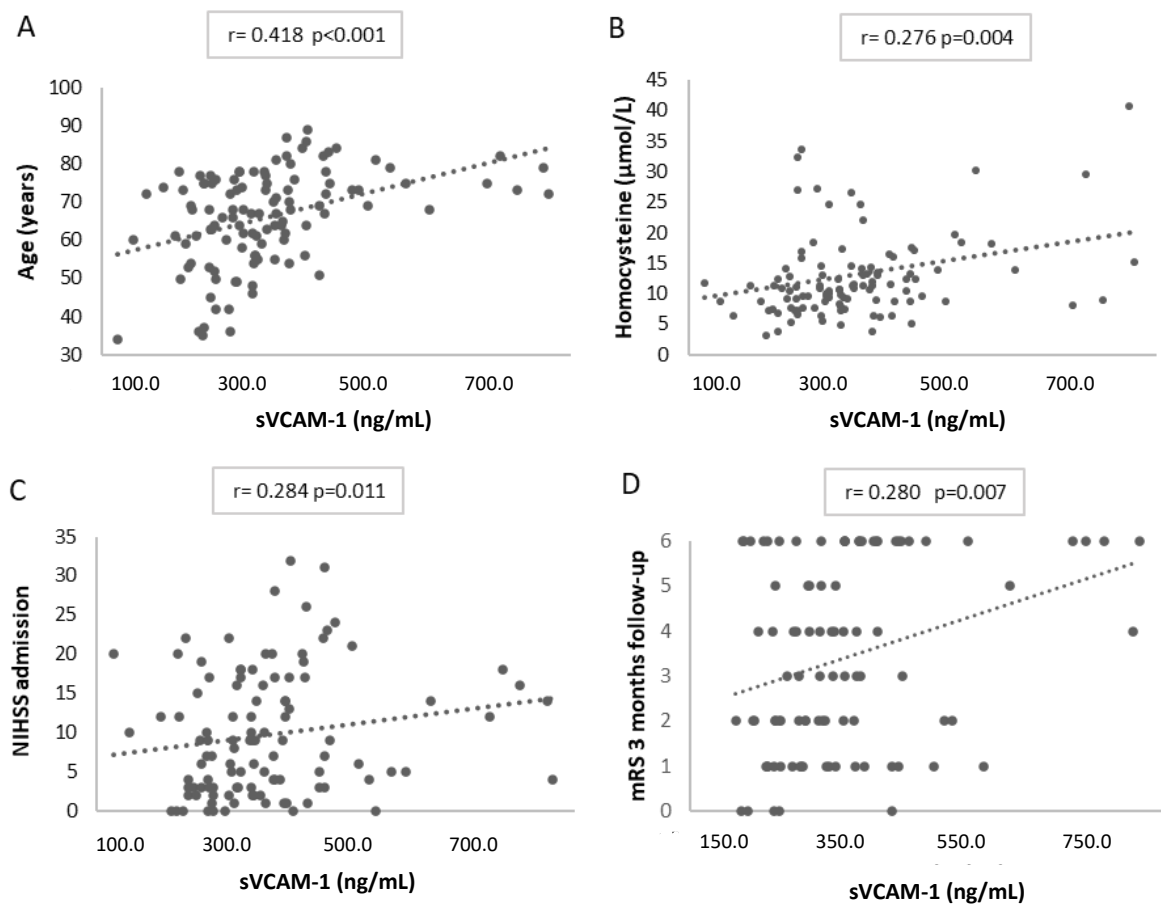 A
r= 0.418 p<0.001
100
90
80
70
60
50
40
30
Age (years)
100.0 300.0 500.0 700.0
sVCAM-1 (ng/mL)
B
r= 0.276 p=0.004
45
40
35
30
25
20
15
10
5
0
Homocysteine (µmol/L)
100.0 300.0 500.0 700.0
sVCAM-1 (ng/mL)
C
r= 0.284 p=0.011
35
30
25
20
15
10
5
0
NIHSS admission
100.0 300.0 500.0 700.0
sVCAM-1 (ng/mL)
D
r= 0.280 p=0.007
6
5
4
3
2
1
0
mRS 3 months follow-up
150.0 350.0 550.0 750.0
sVCAM-1 (ng/mL)